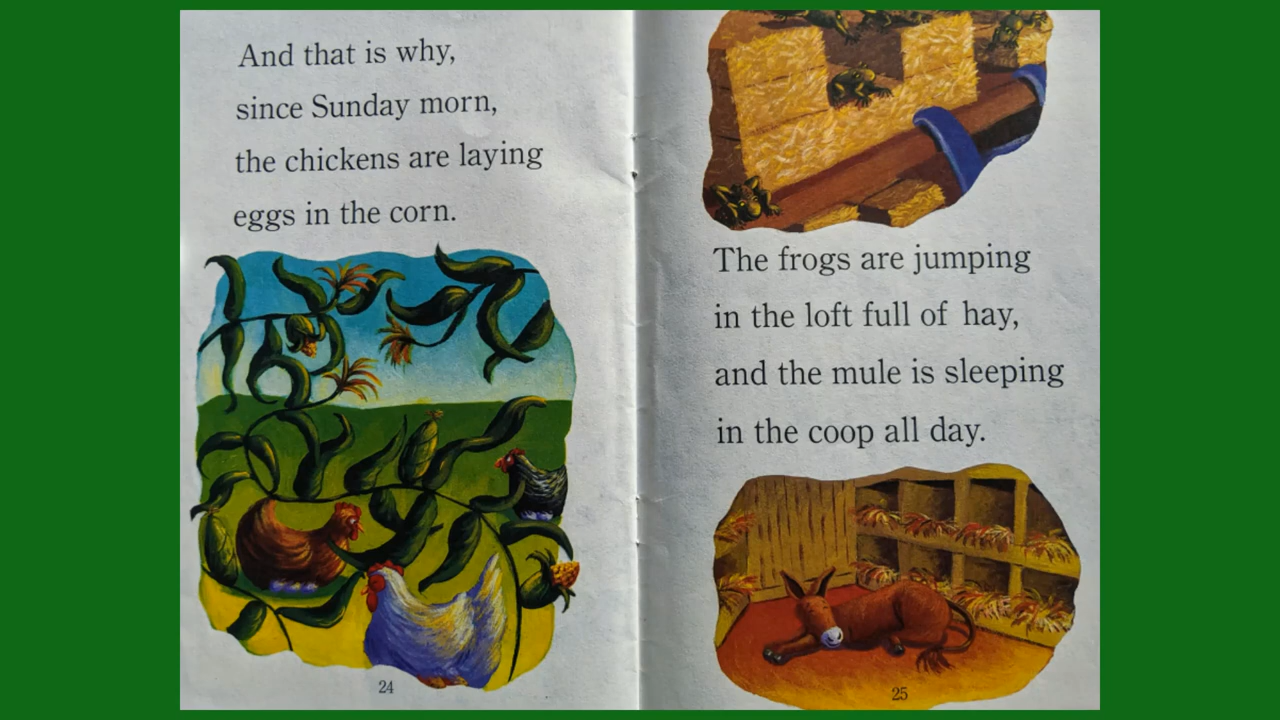 And that is why,
since Sunday morn,
the chickens are laying
eggs in the corn.
24
The frogs are jumping
in the loft full of hay,
and the mule is sleeping
in the coop all day.
25